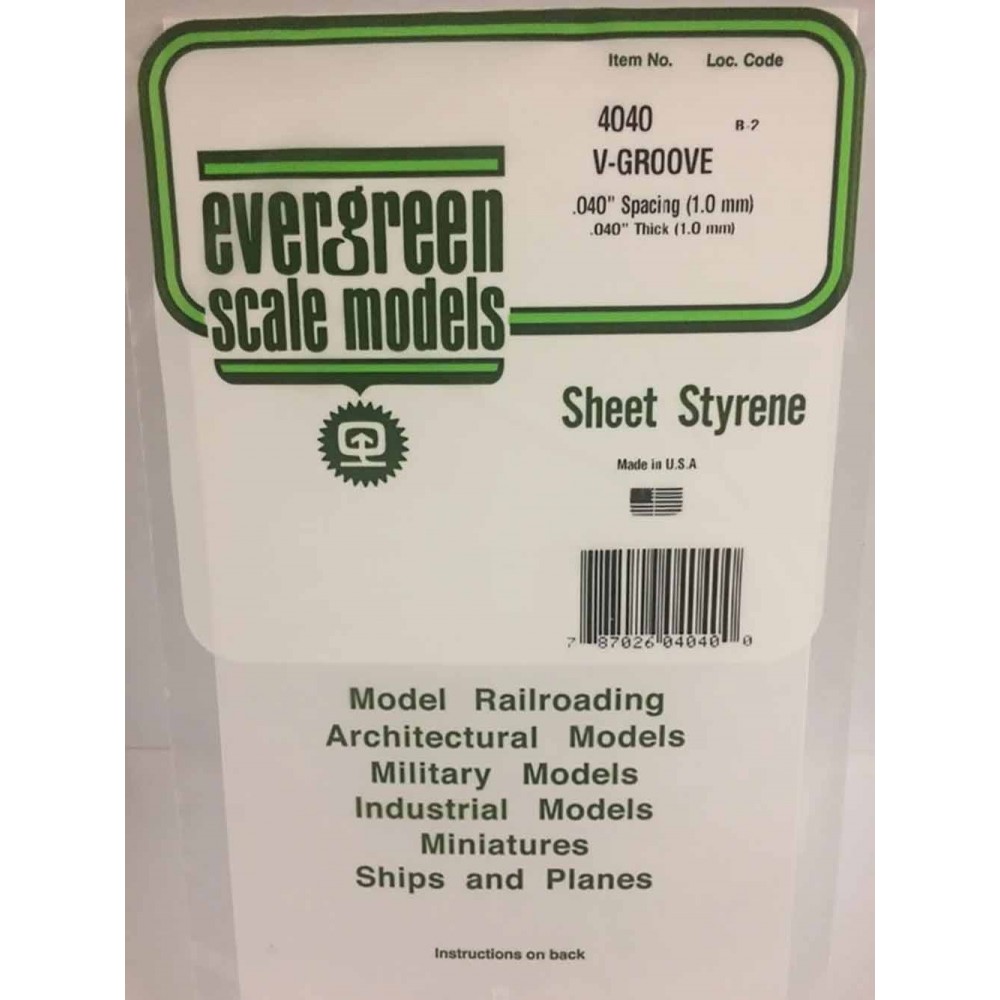 Item No. Loc. Code
4040 B-2
V-GROOVE
.040" Spacing (1.0 mm)
.040" Thick (1.0 mm)
evergreen
scale models
Sheet Styrene
Made in U.S.A
7 87026 04040 0
Model Railroading
Architectural Models
Military Models
Industrial Models
Miniatures
Ships and Planes
Instructions on back